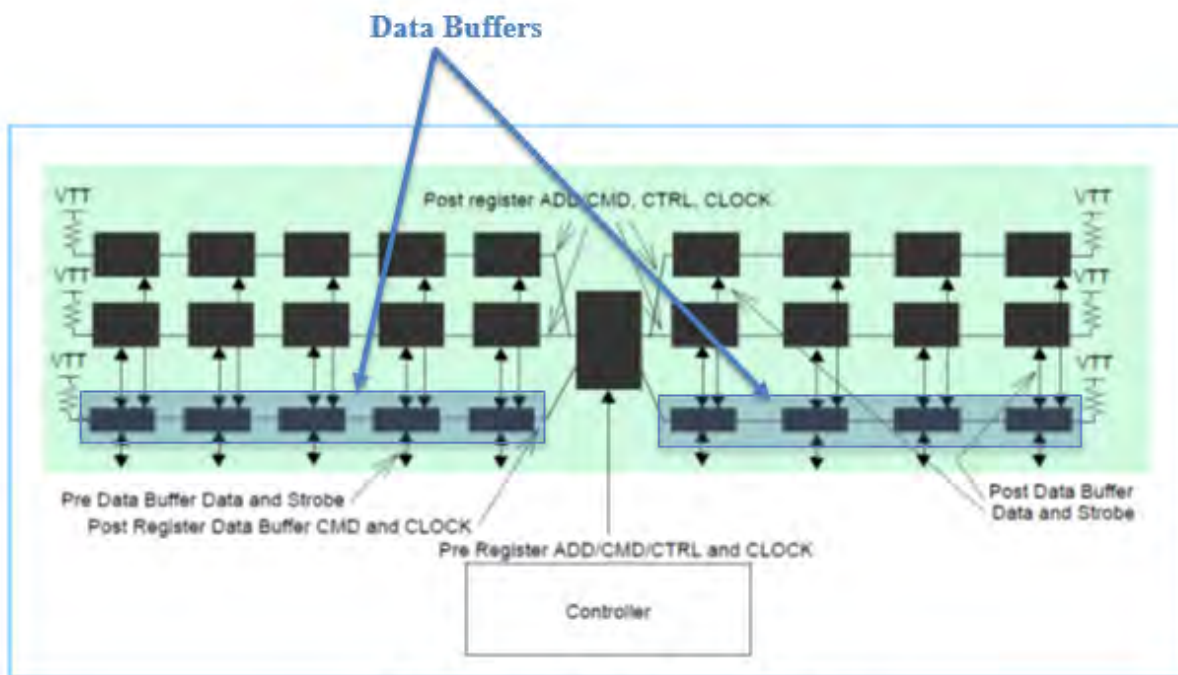 Data Buffers
VTT
Post register ADD/CMD, CTRL, CLOCK
VTT
VTT
VTT
VTT
VTT
Pre Data Buffer Data and Strobe
Post Register Data Buffer CMD and CLOCK
Post Data Buffer
Data and Strobe
Pre Register ADD/CMD/CTRL and CLOCK
Controller